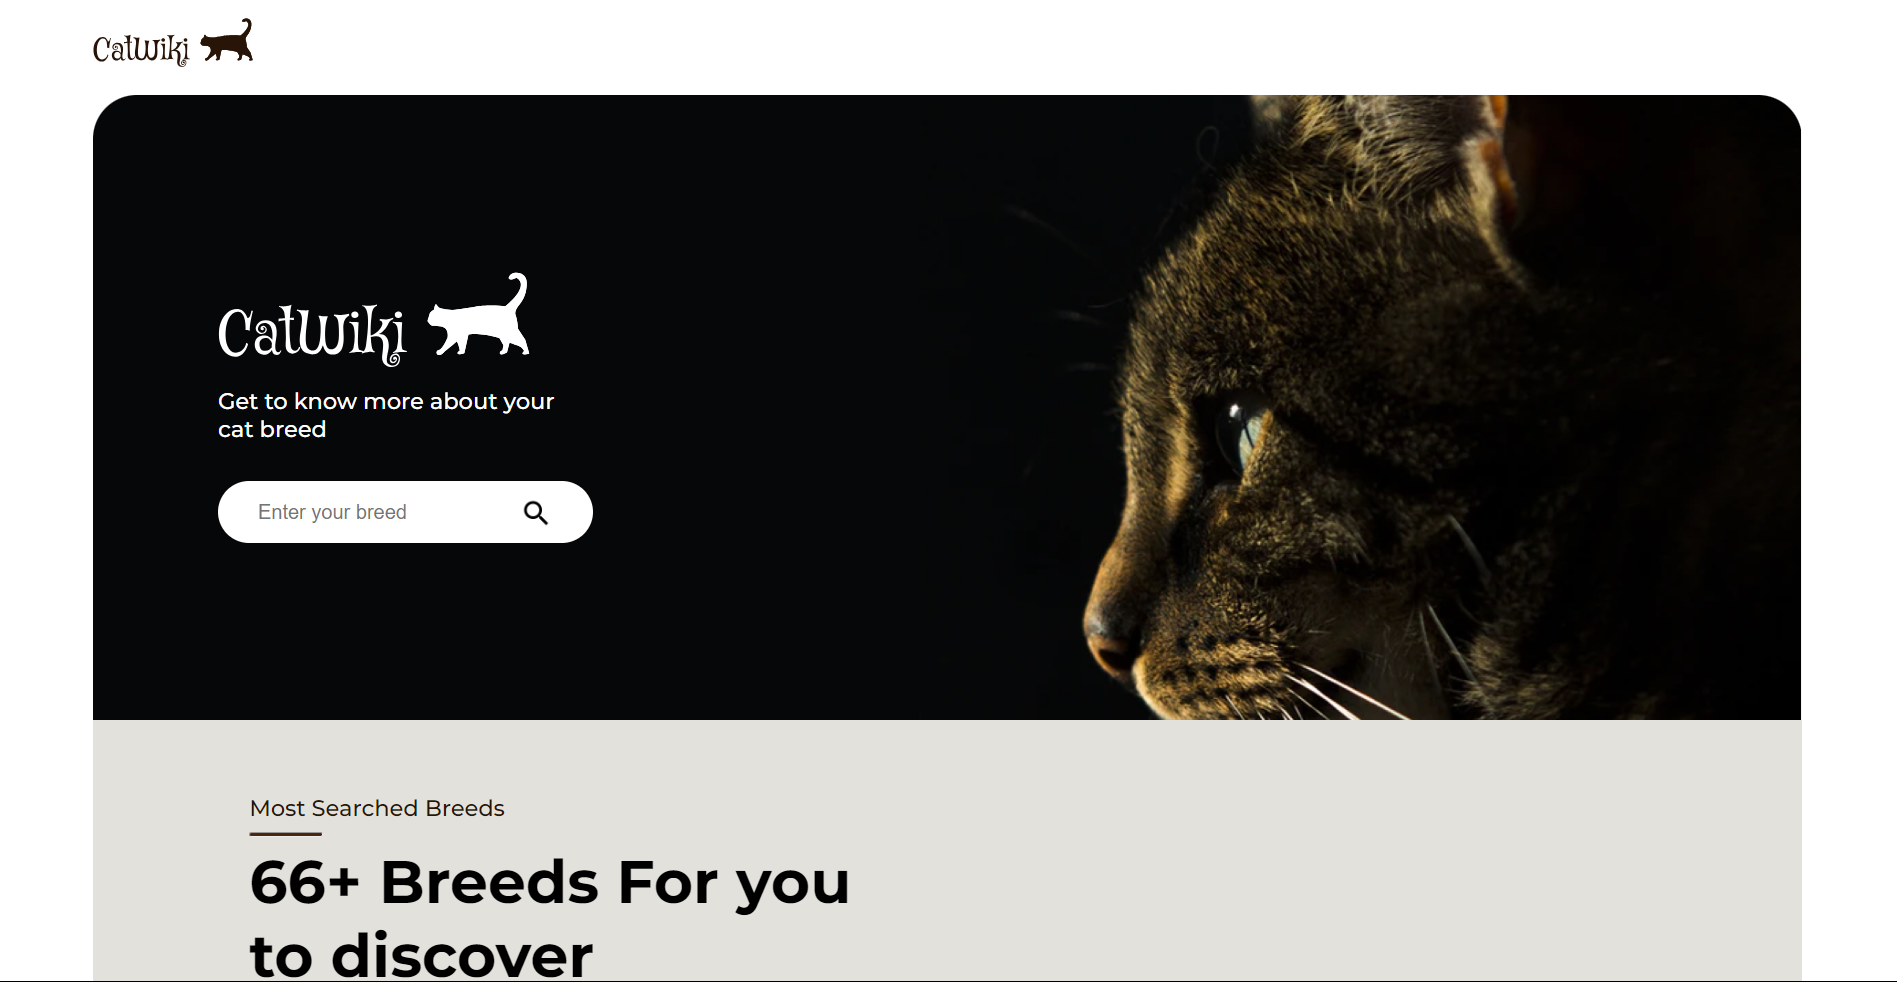 CatWiki
CatWiki
Get to know more about your
cat breed
Enter your breed
Most Searched Breeds
66+ Breeds For you
to discover